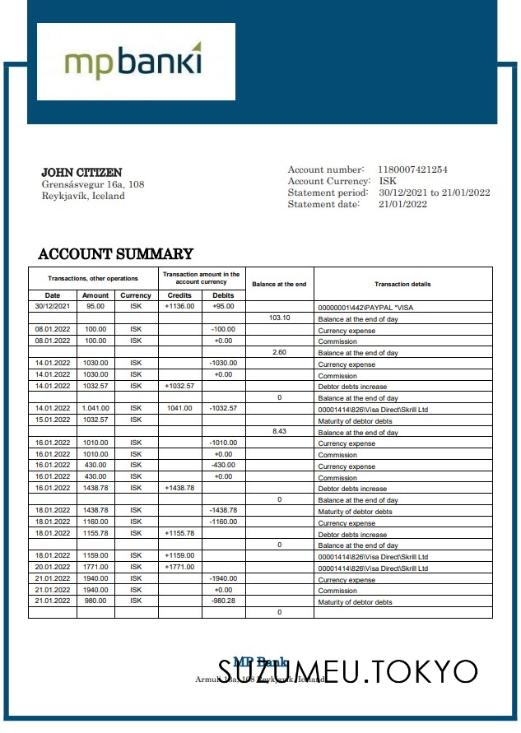 mpbanki
JOHN CITIZEN
Grensásvegur 16a, 108
Reykjavík, Iceland
Account number: 1180007421254
Account Currency: ISK
Statement period: 30/12/2021 to 21/01/2022
Statement date: 21/01/2022
ACCOUNT SUMMARY
Transactions, other operations Transaction amount in the account currency Balance at the end Transaction details
Date Amount Currency Credits Debits
30/12/2021 95.00 ISK +1136.00 +95.00 00000001\442\PAYPAL *VISA
103.10 Balance at the end of day
08.01.2022 100.00 ISK -100.00 Currency expense
08.01.2022 100.00 ISK +0.00 Commission
2.60 Balance at the end of day
14.01.2022 1030.00 ISK -1030.00 Currency expense
14.01.2022 1030.00 ISK +0.00 Commission
14.01.2022 1032.57 ISK +1032.57 Debtor debts increase
0 Balance at the end of day
14.01.2022 1.041.00 ISK 1041.00 -1032.57 00001414\826\Visa Direct\Skrill Ltd
15.01.2022 1032.57 ISK Maturity of debtor debts
8.43 Balance at the end of day
16.01.2022 1010.00 ISK -1010.00 Currency expense
16.01.2022 1010.00 ISK +0.00 Commission
16.01.2022 430.00 ISK -430.00 Currency expense
16.01.2022 430.00 ISK +0.00 Commission
16.01.2022 1438.78 ISK +1438.78 Debtor debts increase
0 Balance at the end of day
18.01.2022 1438.78 ISK -1438.78 Maturity of debtor debts
18.01.2022 1160.00 ISK -1160.00 Currency expense
18.01.2022 1155.78 ISK +1155.78 Debtor debts increase
0 Balance at the end of day
18.01.2022 1159.00 ISK +1159.00 00001414\826\Visa Direct\Skrill Ltd
20.01.2022 1771.00 ISK +1771.00 00001414\826\Visa Direct\Skrill Ltd
21.01.2022 1940.00 ISK -1940.00 Currency expense
21.01.2022 1940.00 ISK +0.00 Commission
21.01.2022 980.00 ISK -980.28 Maturity of debtor debts
0
MP Bank
SUZUMEU.TOKYO